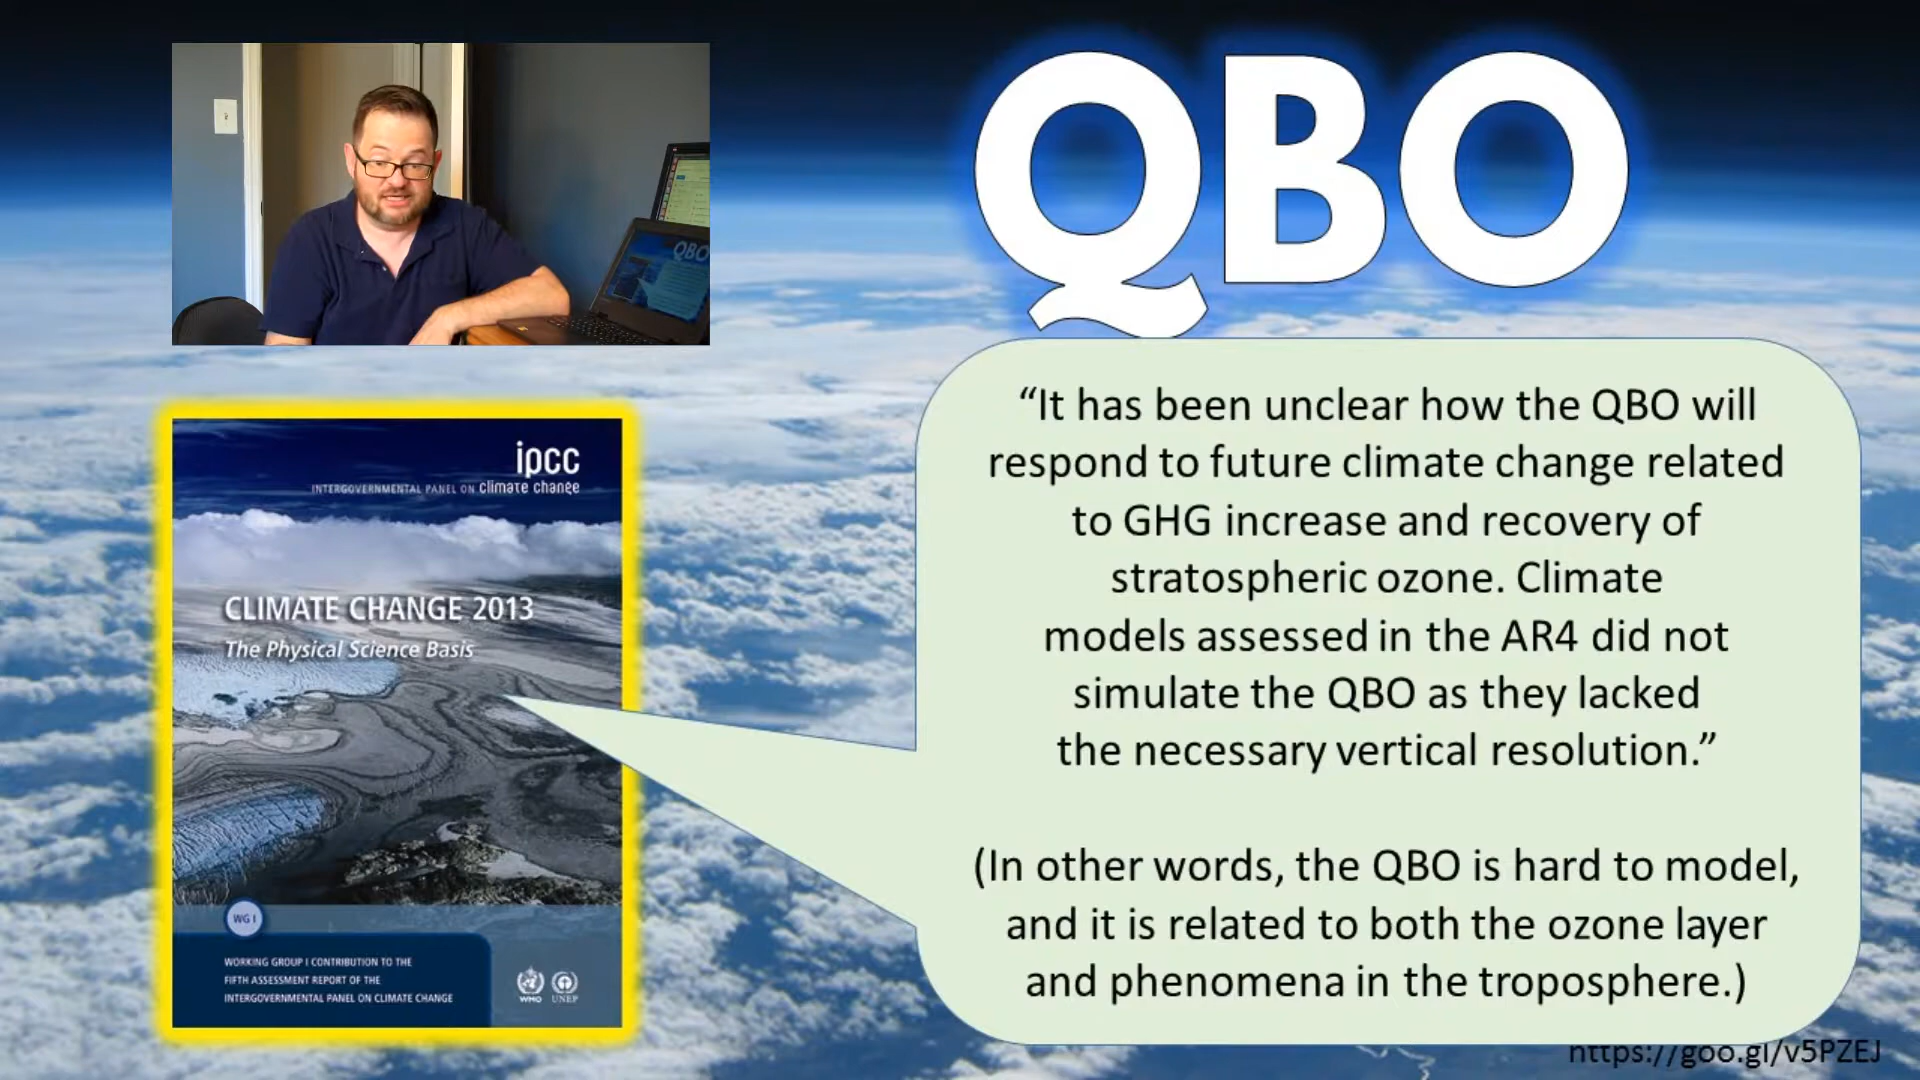 QBO
QBO
“It has been unclear how the QBO will
respond to future climate change related
to GHG increase and recovery of
stratospheric ozone. Climate
models assessed in the AR4 did not
simulate the QBO as they lacked
the necessary vertical resolution.”
(In other words, the QBO is hard to model,
and it is related to both the ozone layer
and phenomena in the troposphere.)
ipcc
INTERGOVERNMENTAL PANEL ON climate change
CLIMATE CHANGE 2013
The Physical Science Basis
WG I
WORKING GROUP I CONTRIBUTION TO THE
FIFTH ASSESSMENT REPORT OF THE
INTERGOVERNMENTAL PANEL ON CLIMATE CHANGE
WMO UNEP
https://goo.gl/v5PZEJ